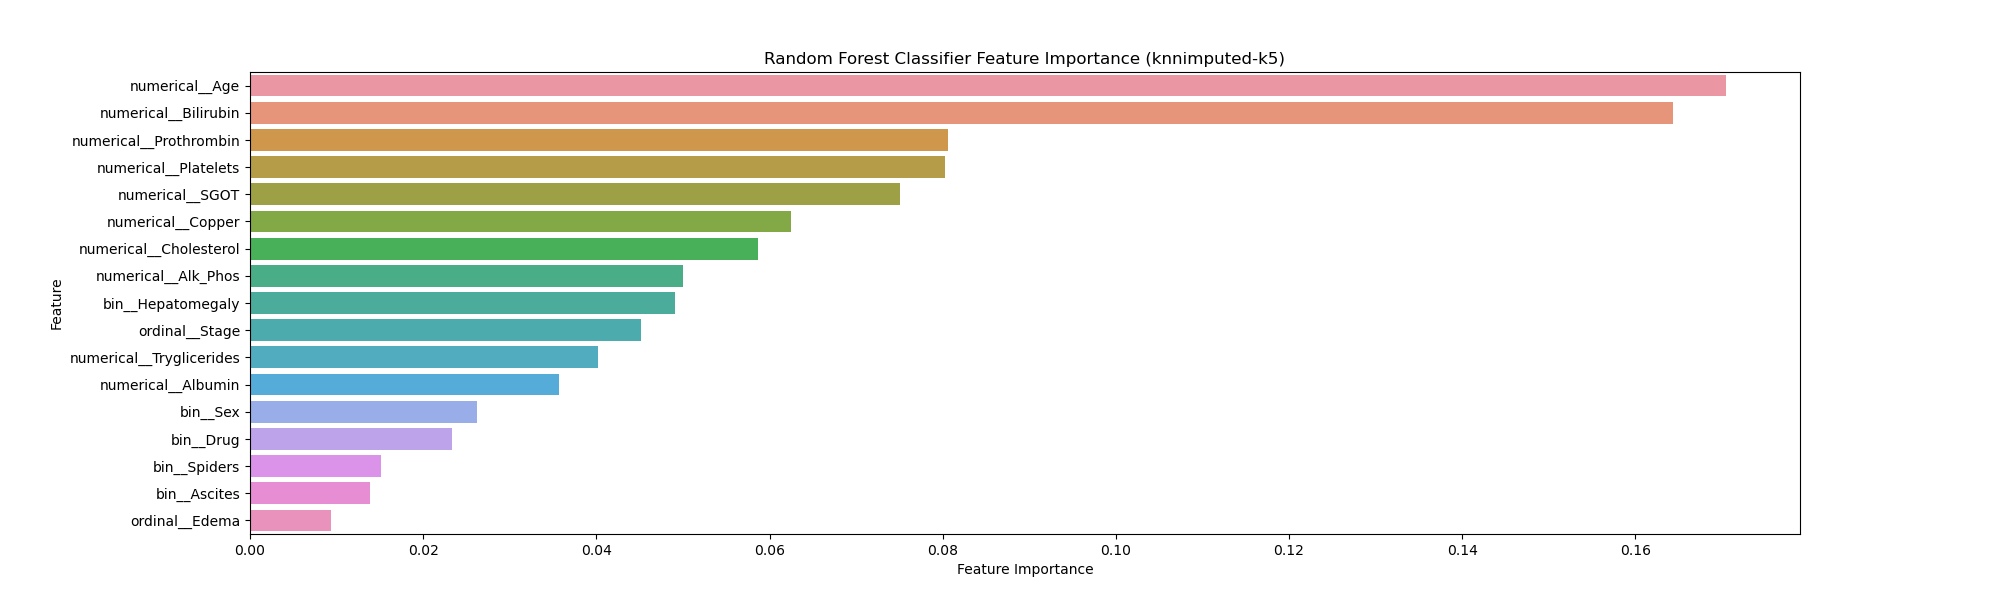 Random Forest Classifier Feature Importance (knnimputed-k5)
numerical__Age
numerical__Bilirubin
numerical__Prothrombin
numerical__Platelets
numerical__SGOT
numerical__Copper
numerical__Cholesterol
numerical__Alk_Phos
bin__Hepatomegaly
ordinal__Stage
numerical__Tryglicerides
numerical__Albumin
bin__Sex
bin__Drug
bin__Spiders
bin__Ascites
ordinal__Edema
Feature
0.00 0.02 0.04 0.06 0.08 0.10 0.12 0.14 0.16
Feature Importance